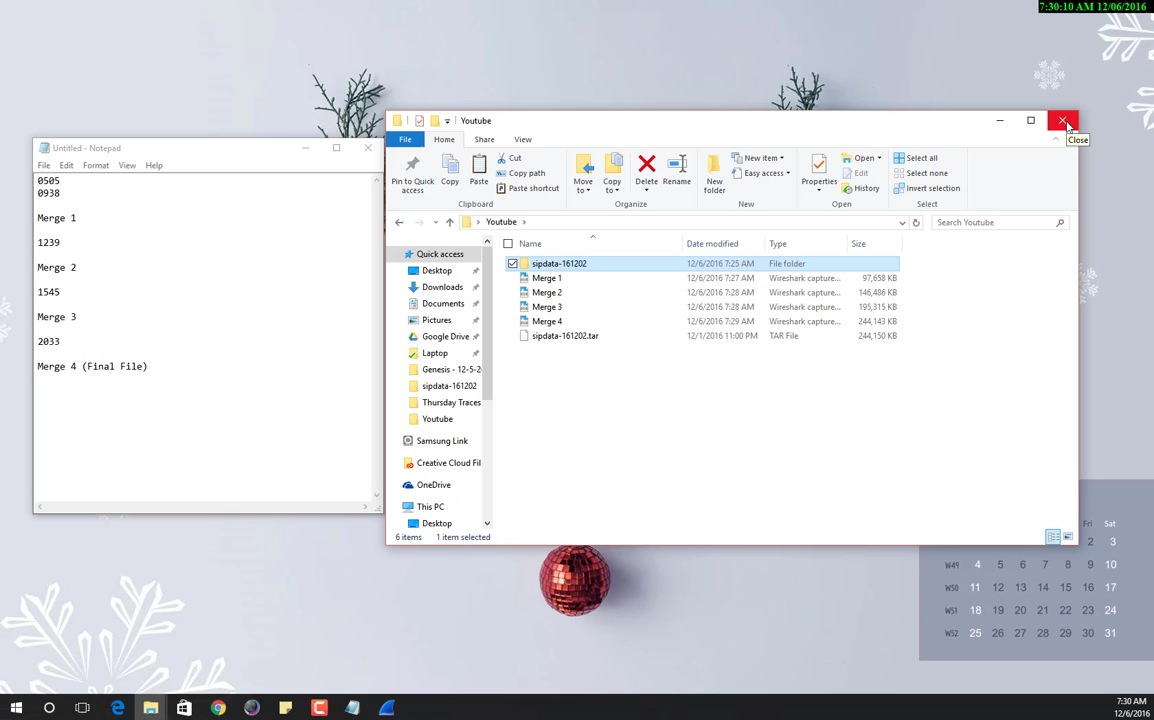 7:30:10 AM 12/06/2016
Untitled - Notepad
File Edit Format View Help
0505
0938
Merge 1
1239
Merge 2
1545
Merge 3
2033
Merge 4 (Final File)
Youtube
Close
File Home Share View
Pin to Quick access
Copy
Paste
Cut
Copy path
Paste shortcut
Clipboard
Move to
Copy to
Delete
Rename
Organize
New folder
New item
Easy access
New
Properties
Open
Edit
History
Open
Select all
Select none
Invert selection
Select
Youtube
Search Youtube
Name Date modified Type Size
sipdata-161202 12/6/2016 7:25 AM File folder
Merge 1 12/6/2016 7:27 AM Wireshark capture... 97,658 KB
Merge 2 12/6/2016 7:28 AM Wireshark capture... 146,486 KB
Merge 3 12/6/2016 7:28 AM Wireshark capture... 195,315 KB
Merge 4 12/6/2016 7:29 AM Wireshark capture... 244,143 KB
sipdata-161202.tar 12/1/2016 11:00 PM TAR File 244,150 KB
Quick access
Desktop
Downloads
Documents
Pictures
Google Drive
Laptop
Genesis - 12-5-2
sipdata-161202
Thursday Traces
Youtube
Samsung Link
Creative Cloud Fil
OneDrive
This PC
Desktop
6 items 1 item selected
Fri Sat
2 3
W49 4 5 6 7 8 9 10
W50 11 12 13 14 15 16 17
W51 18 19 20 21 22 23 24
W52 25 26 27 28 29 30 31
7:30 AM
12/6/2016